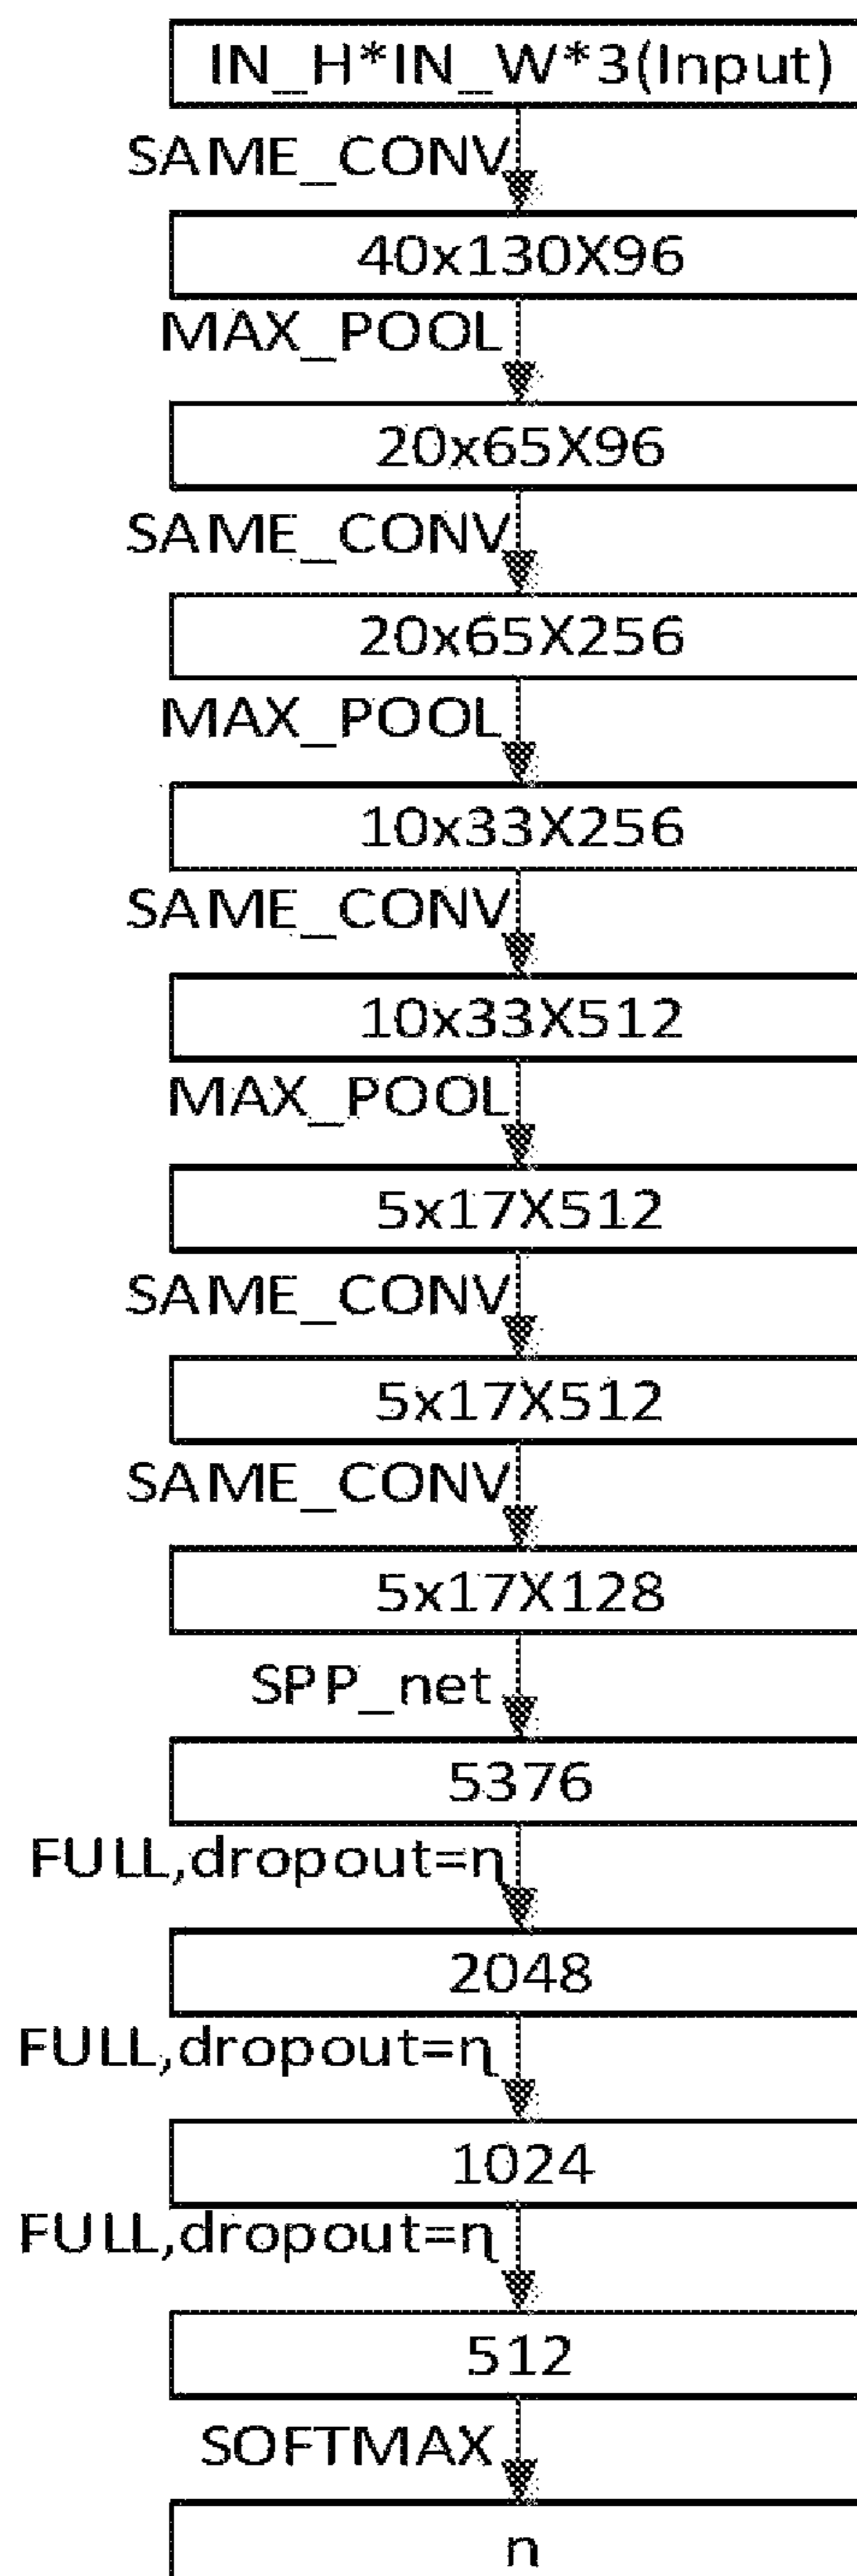 IN_H*IN_W*3(Input)
SAME_CONV
40x130X96
MAX_POOL
20x65X96
SAME_CONV
20x65X256
MAX_POOL
10x33X256
SAME_CONV
10x33X512
MAX_POOL
5x17X512
SAME_CONV
5x17X512
SAME_CONV
5x17X128
SPP_net
5376
FULL,dropout=η
2048
FULL,dropout=η
1024
FULL,dropout=η
512
SOFTMAX
n